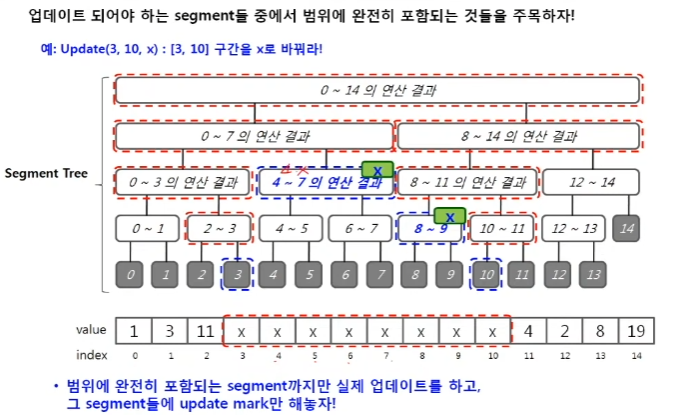 업데이트 되어야 하는 segment들 중에서 범위에 완전히 포함되는 것들을 주목하자!
예: Update(3, 10, x) : [3, 10] 구간을 x로 바꿔라!
0 ~ 14 의 연산 결과
0 ~ 7 의 연산 결과 8 ~ 14 의 연산 결과
Segment Tree
x
0 ~ 3 의 연산 결과 4 ~ 7 의 연산 결과 8 ~ 11 의 연산 결과 12 ~ 14
x
0 ~ 1 2 ~ 3 4 ~ 5 6 ~ 7 8 ~ 9 10 ~ 11 12 ~ 13 14
0 1 2 3 4 5 6 7 8 9 10 11 12 13
value 1 3 11 x x x x x x x x 4 2 8 19
index 0 1 2 3 4 5 6 7 8 9 10 11 12 13 14
• 범위에 완전히 포함되는 segment까지만 실제 업데이트를 하고,
그 segment들에 update mark만 해놓자!